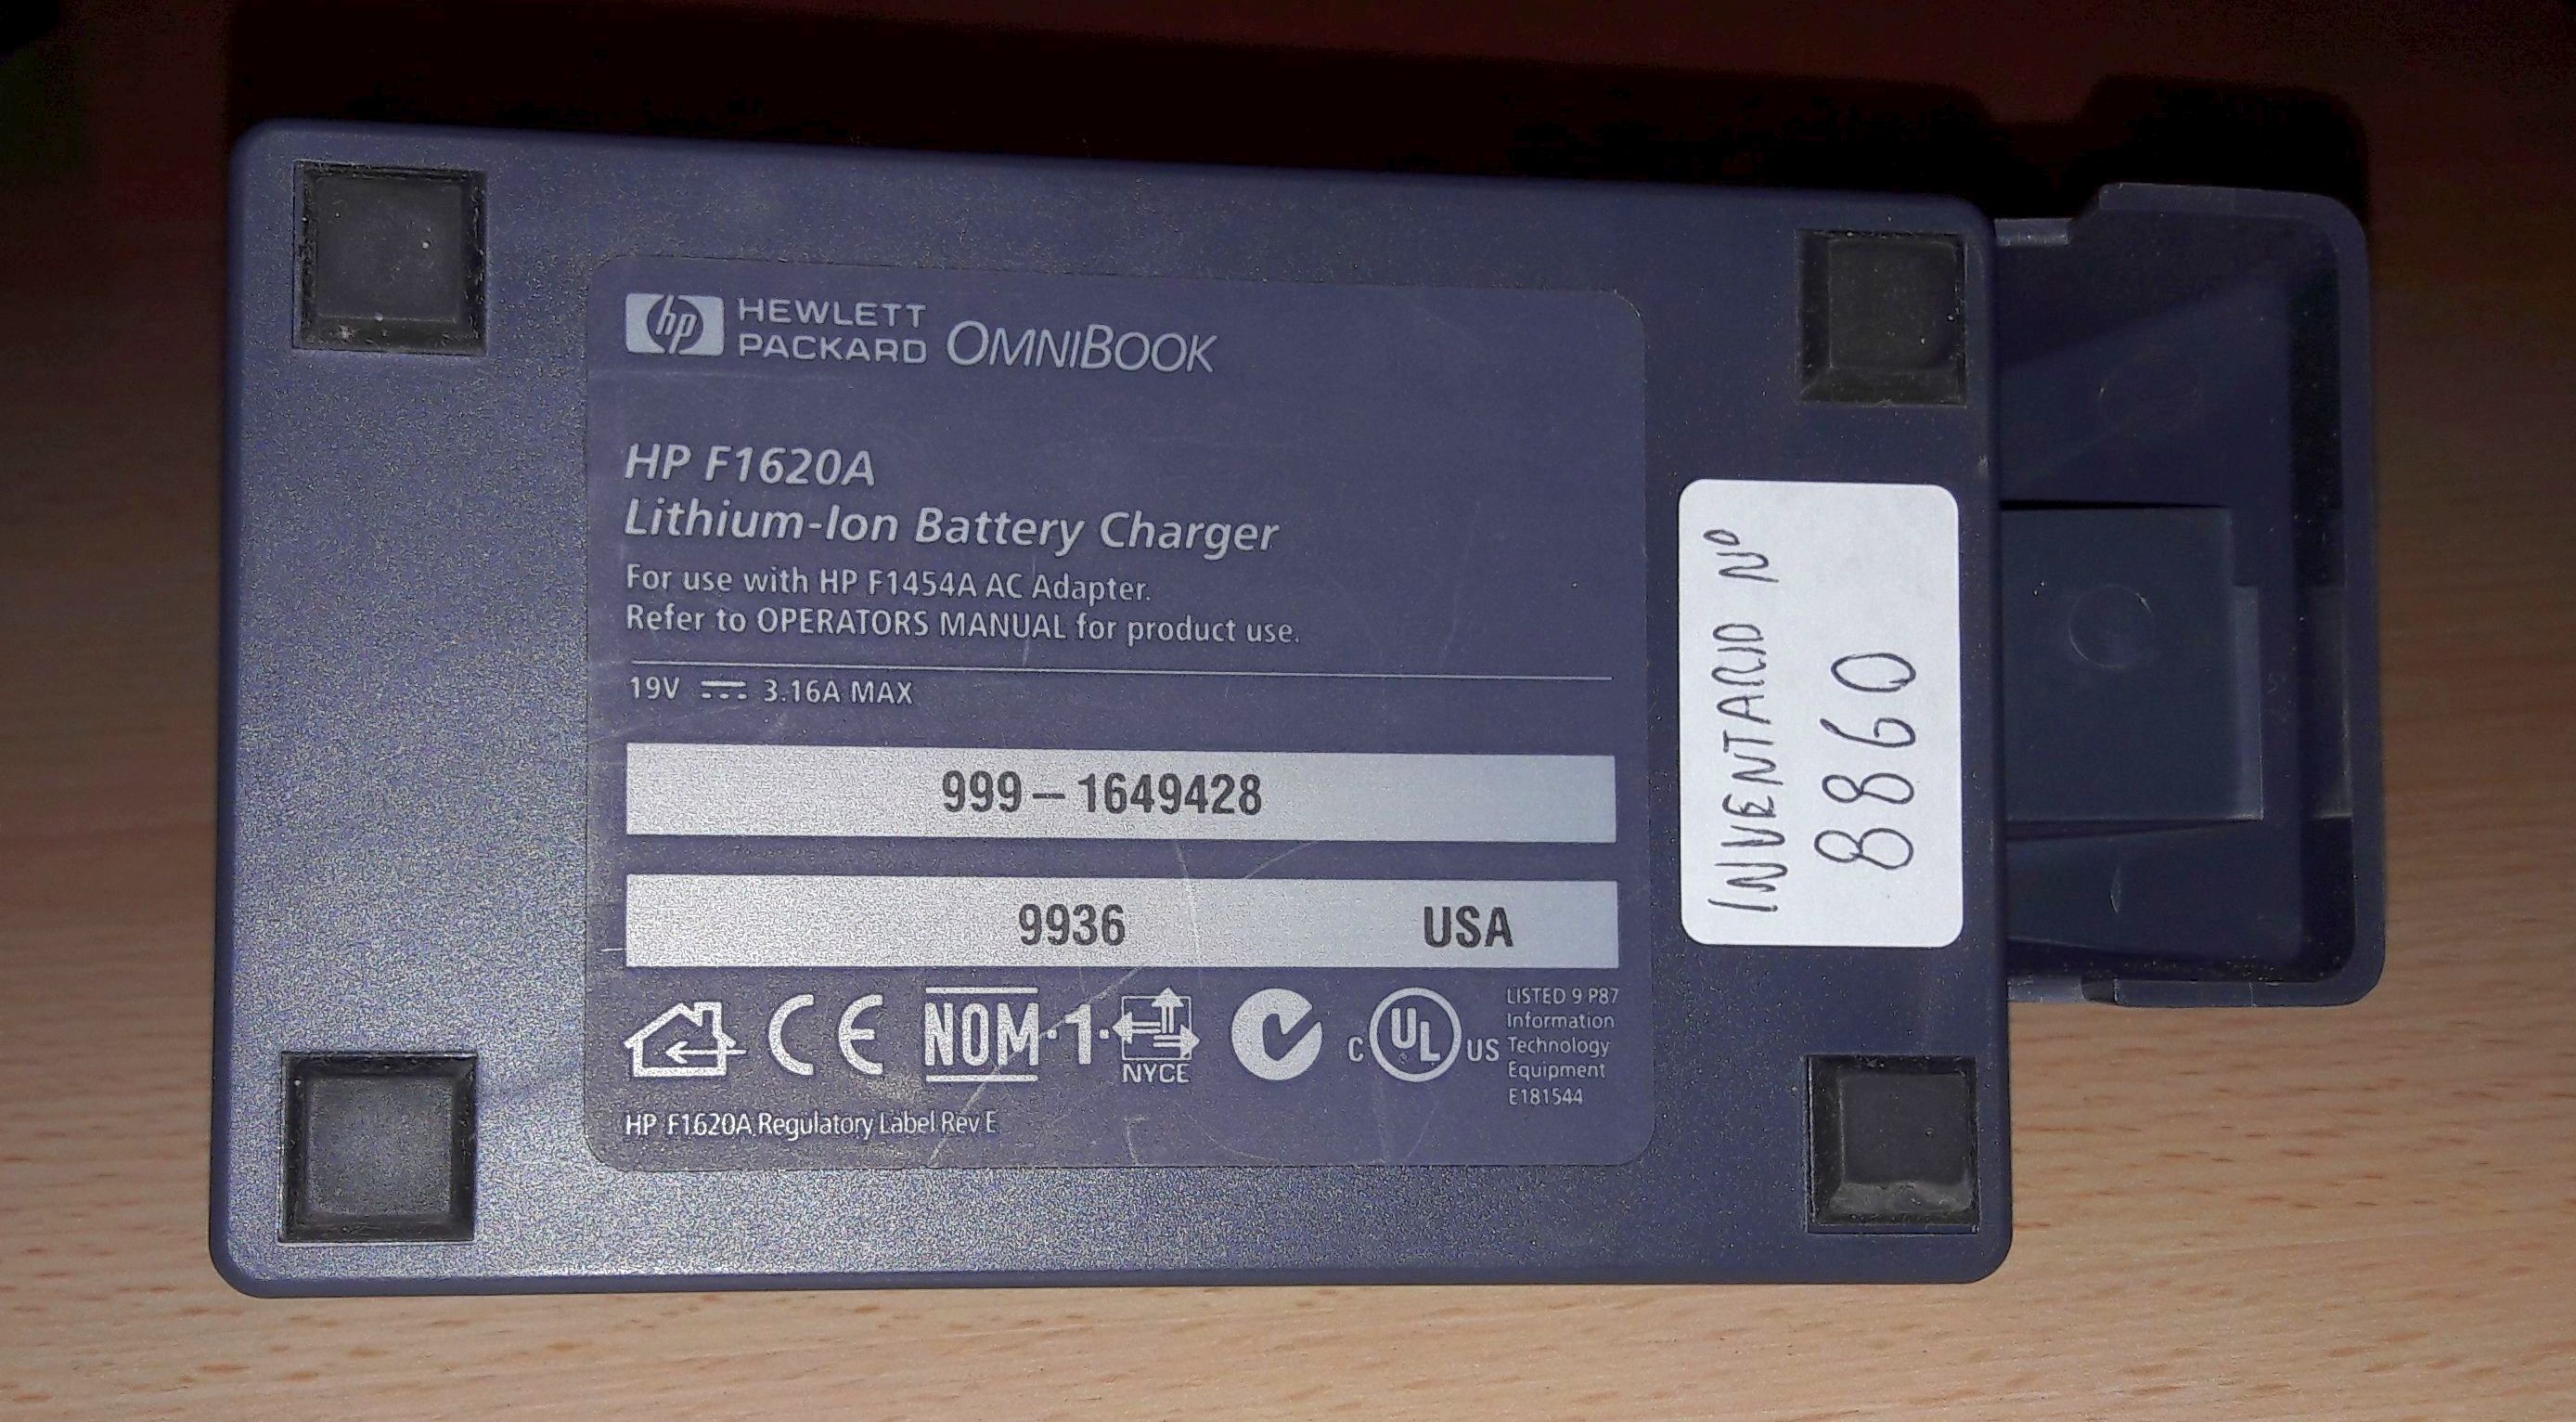 hp HEWLETT PACKARD OMNIBOOK
HP F1620A
Lithium-Ion Battery Charger
For use with HP F1454A AC Adapter.
Refer to OPERATORS MANUAL for product use.
19V ⎓ 3.16A MAX
999-1649428
9936 USA
CE NOM-1- NYCE C UL US
LISTED 9 P87
Information
Technology
Equipment
E181544
HP F1620A Regulatory Label Rev E
INVENTARIO Nº
8860